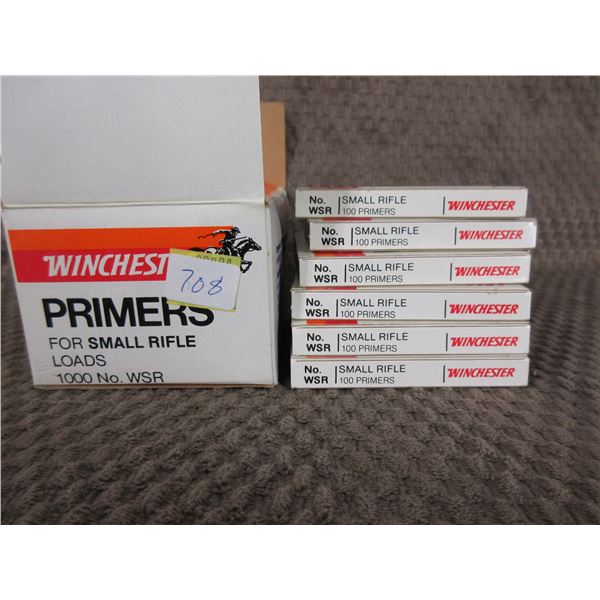 WINCHESTER
708
PRIMERS
FOR SMALL RIFLE
LOADS
1000 No. WSR
No. WSR SMALL RIFLE 100 PRIMERS WINCHESTER
No. WSR SMALL RIFLE 100 PRIMERS WINCHESTER
No. WSR SMALL RIFLE 100 PRIMERS WINCHESTER
No. WSR SMALL RIFLE 100 PRIMERS WINCHESTER
No. WSR SMALL RIFLE 100 PRIMERS WINCHESTER
No. WSR SMALL RIFLE 100 PRIMERS WINCHESTER